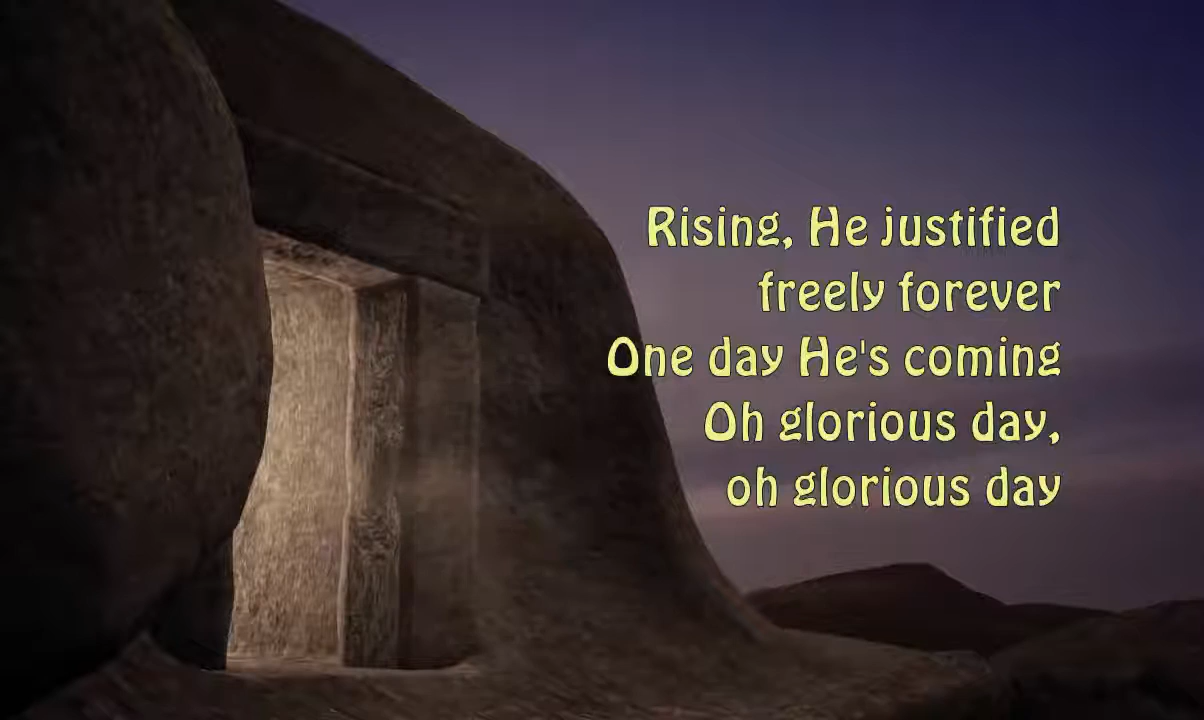 Rising, He justified
freely forever
One day He's coming
Oh glorious day,
oh glorious day